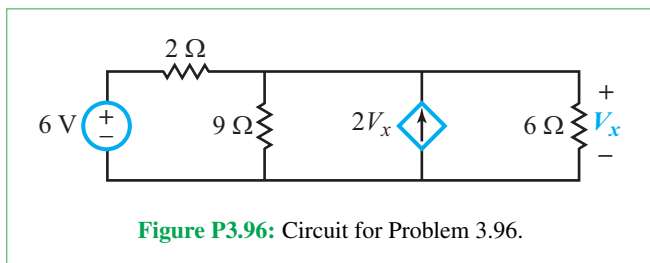 2 Ω
6 V
+
−
9 Ω
2Vx
6 Ω
+
Vx
−
Figure P3.96: Circuit for Problem 3.96.